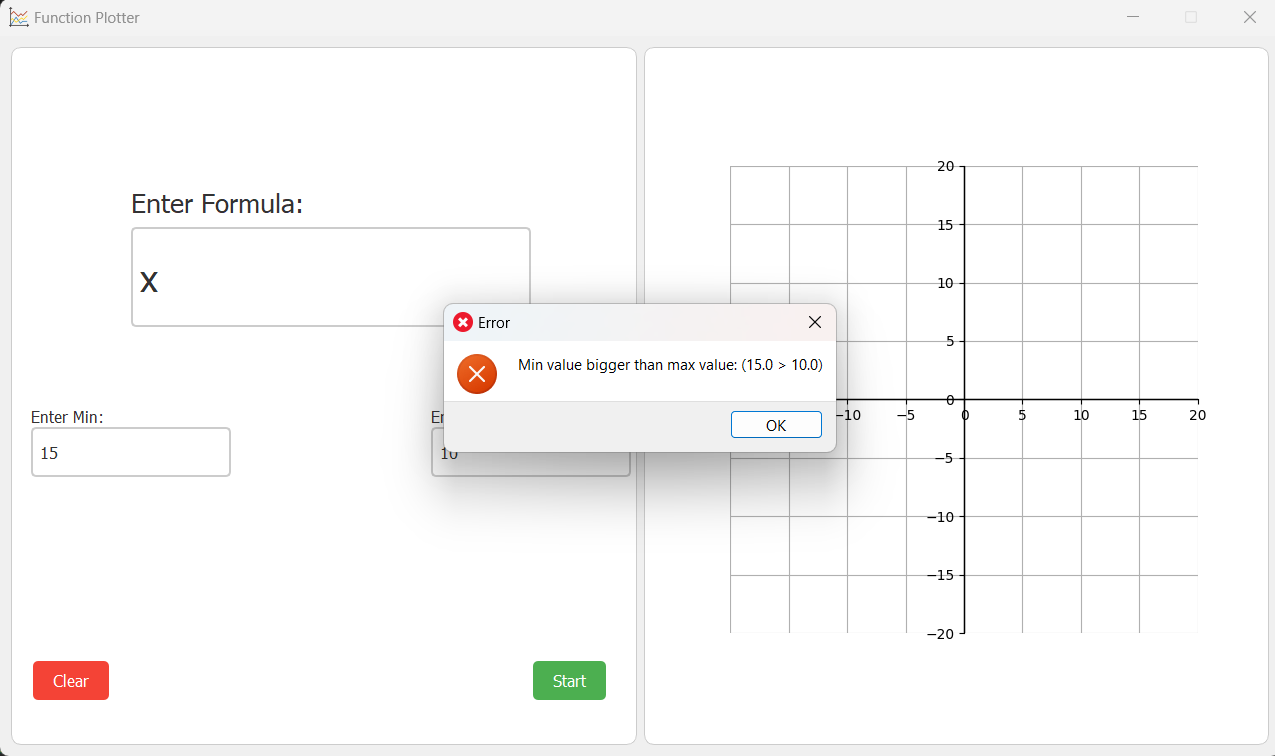 Function Plotter
Enter Formula:
x
Error
Min value bigger than max value: (15.0 > 10.0)
OK
Enter Min:
15
10
Clear
Start
20
15
10
5
0
−5
−10
−15
−20
−10 −5 0 5 10 15 20